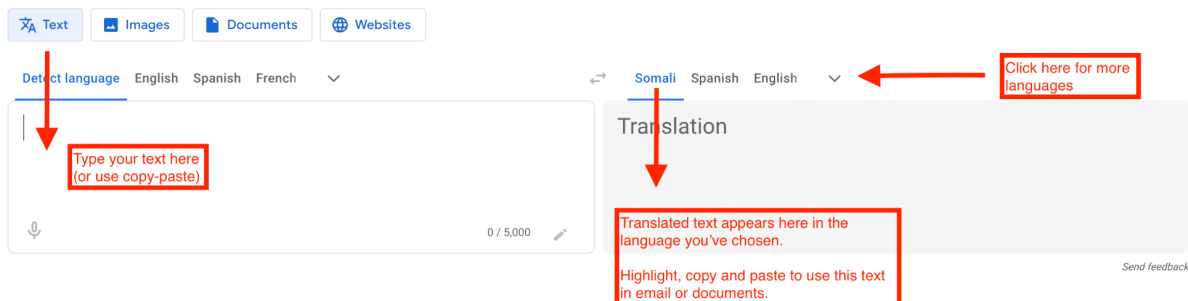 Text Images Documents Websites
Detect language English Spanish French
Somali Spanish English
Click here for more
languages
Translation
Type your text here
(or use copy-paste)
0 / 5,000
Translated text appears here in the
language you've chosen.
Highlight, copy and paste to use this text
in email or documents.
Send feedback